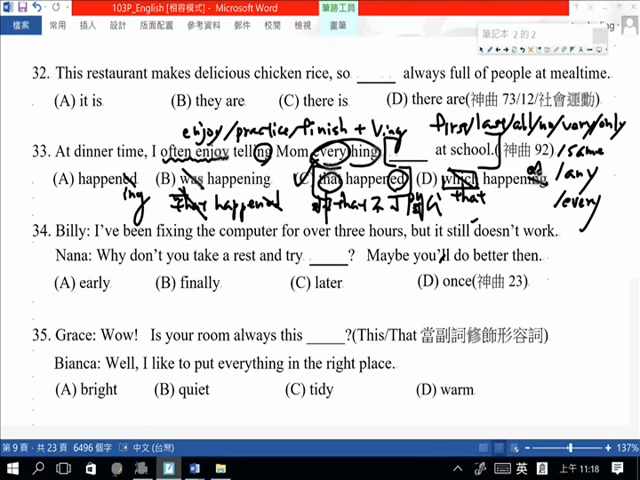 103P_English [相容模式] - Microsoft Word
筆跡工具
檔案 常用 插入 設計 版面配置 參考資料 郵件 校閱 檢視 畫筆
筆記本 2 的 2
32. This restaurant makes delicious chicken rice, so _____ always full of people at mealtime.
(A) it is (B) they are (C) there is (D) there are(神曲 73/12/社會運動)
enjoy/practice/finish + Ving
first/last/all/no/very/only
33. At dinner time, I often enjoy telling Mom everything _____ at school.(神曲 92)
/same
(A) happened (B) was happening (C) that happened (D) which happening
ed
/any
ing
that happened
that
/every
34. Billy: I've been fixing the computer for over three hours, but it still doesn't work.
Nana: Why don't you take a rest and try _____? Maybe you'll do better then.
(A) early (B) finally (C) later (D) once(神曲 23)
35. Grace: Wow! Is your room always this _____?(This/That 當副詞修飾形容詞)
Bianca: Well, I like to put everything in the right place.
(A) bright (B) quiet (C) tidy (D) warm
第 9 頁，共 23 頁 6496 個字 中文 (台灣) 137%
英 上午 11:18